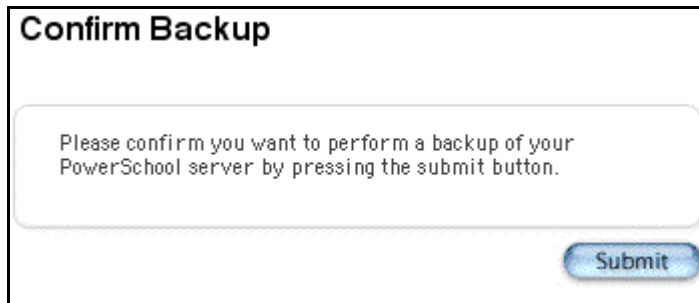 Confirm Backup
Please confirm you want to perform a backup of your
PowerSchool server by pressing the submit button.
Submit